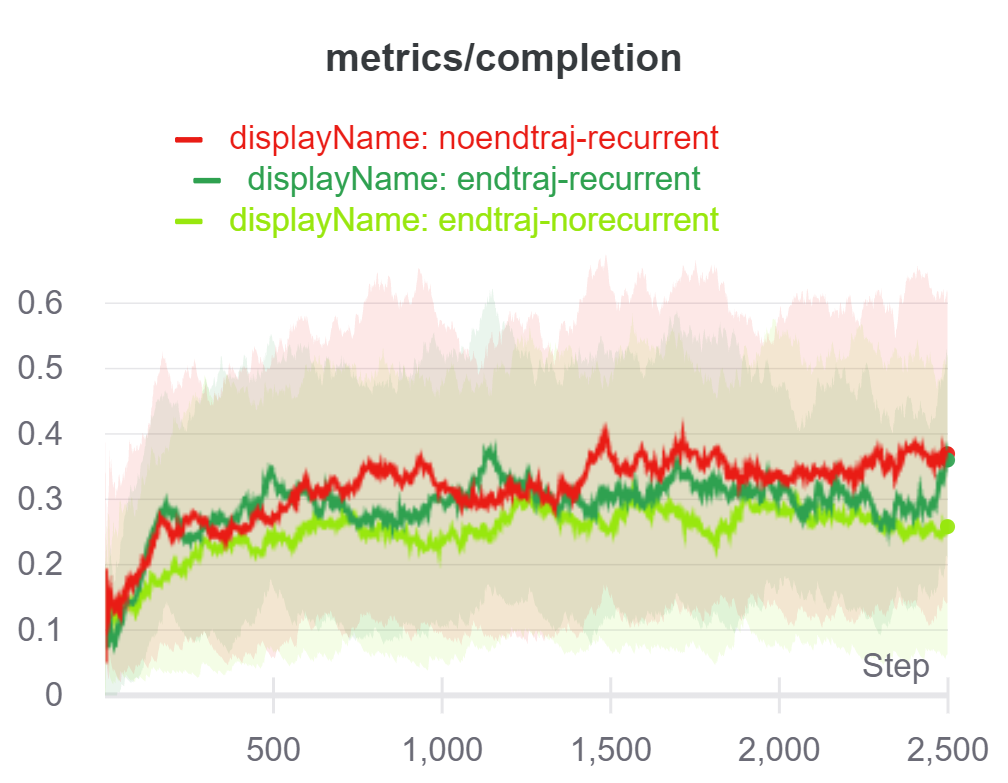 metrics/completion
displayName: noendtraj-recurrent
displayName: endtraj-recurrent
displayName: endtraj-norecurrent
0.6
0.5
0.4
0.3
0.2
0.1
Step
0
500 1,000 1,500 2,000 2,500